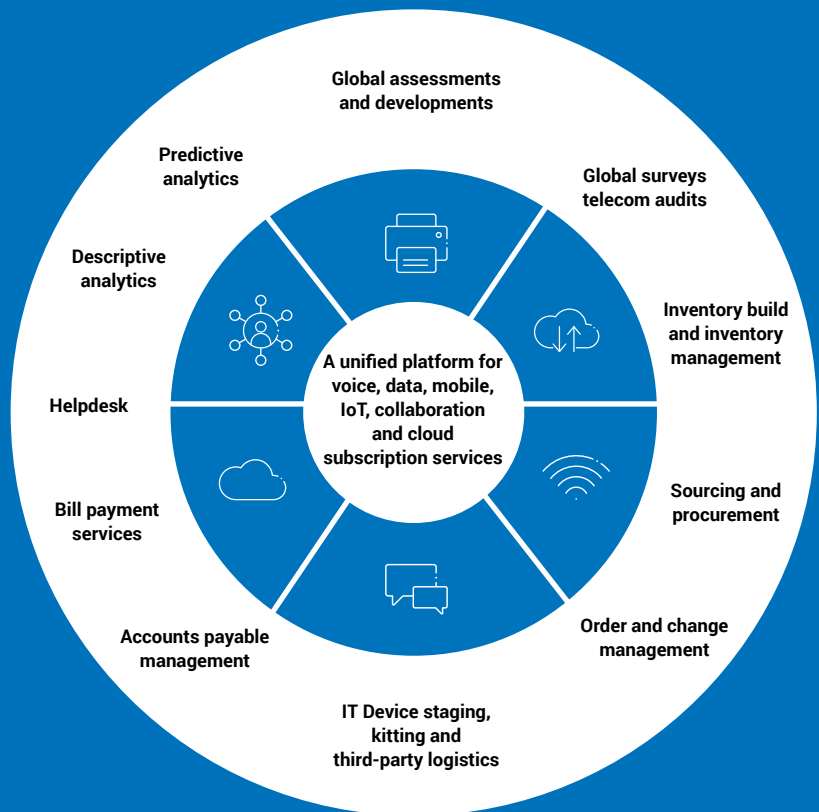 Global assessments
and developments
Global surveys
telecom audits
Inventory build
and inventory
management
Sourcing and
procurement
Order and change
management
IT Device staging,
kitting and
third-party logistics
Accounts payable
management
Bill payment
services
Helpdesk
Descriptive
analytics
Predictive
analytics
A unified platform for
voice, data, mobile,
IoT, collaboration
and cloud
subscription services